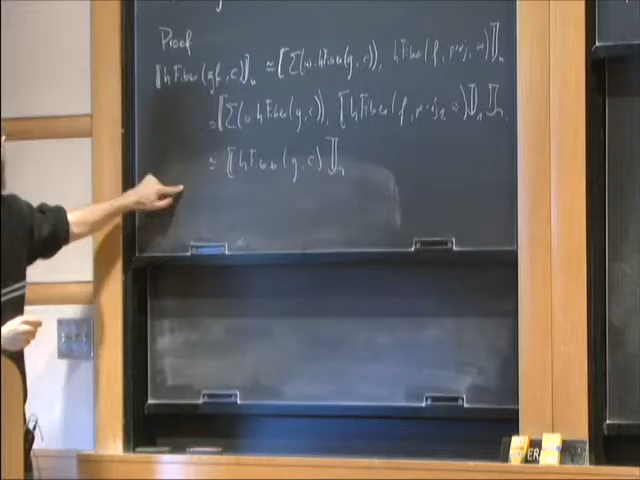 Proof
⟦hFiber(gf, c)⟧ₙ ≃ ⟦Σ(w: hFiber(g, c)), hFiber(f, proj₁ w)⟧ₙ
≃ ⟦Σ(w: hFiber(g, c)), ⟦hFiber(f, proj₁ w)⟧ₙ⟧ₙ
≃ ⟦hFiber(g, c)⟧ₙ